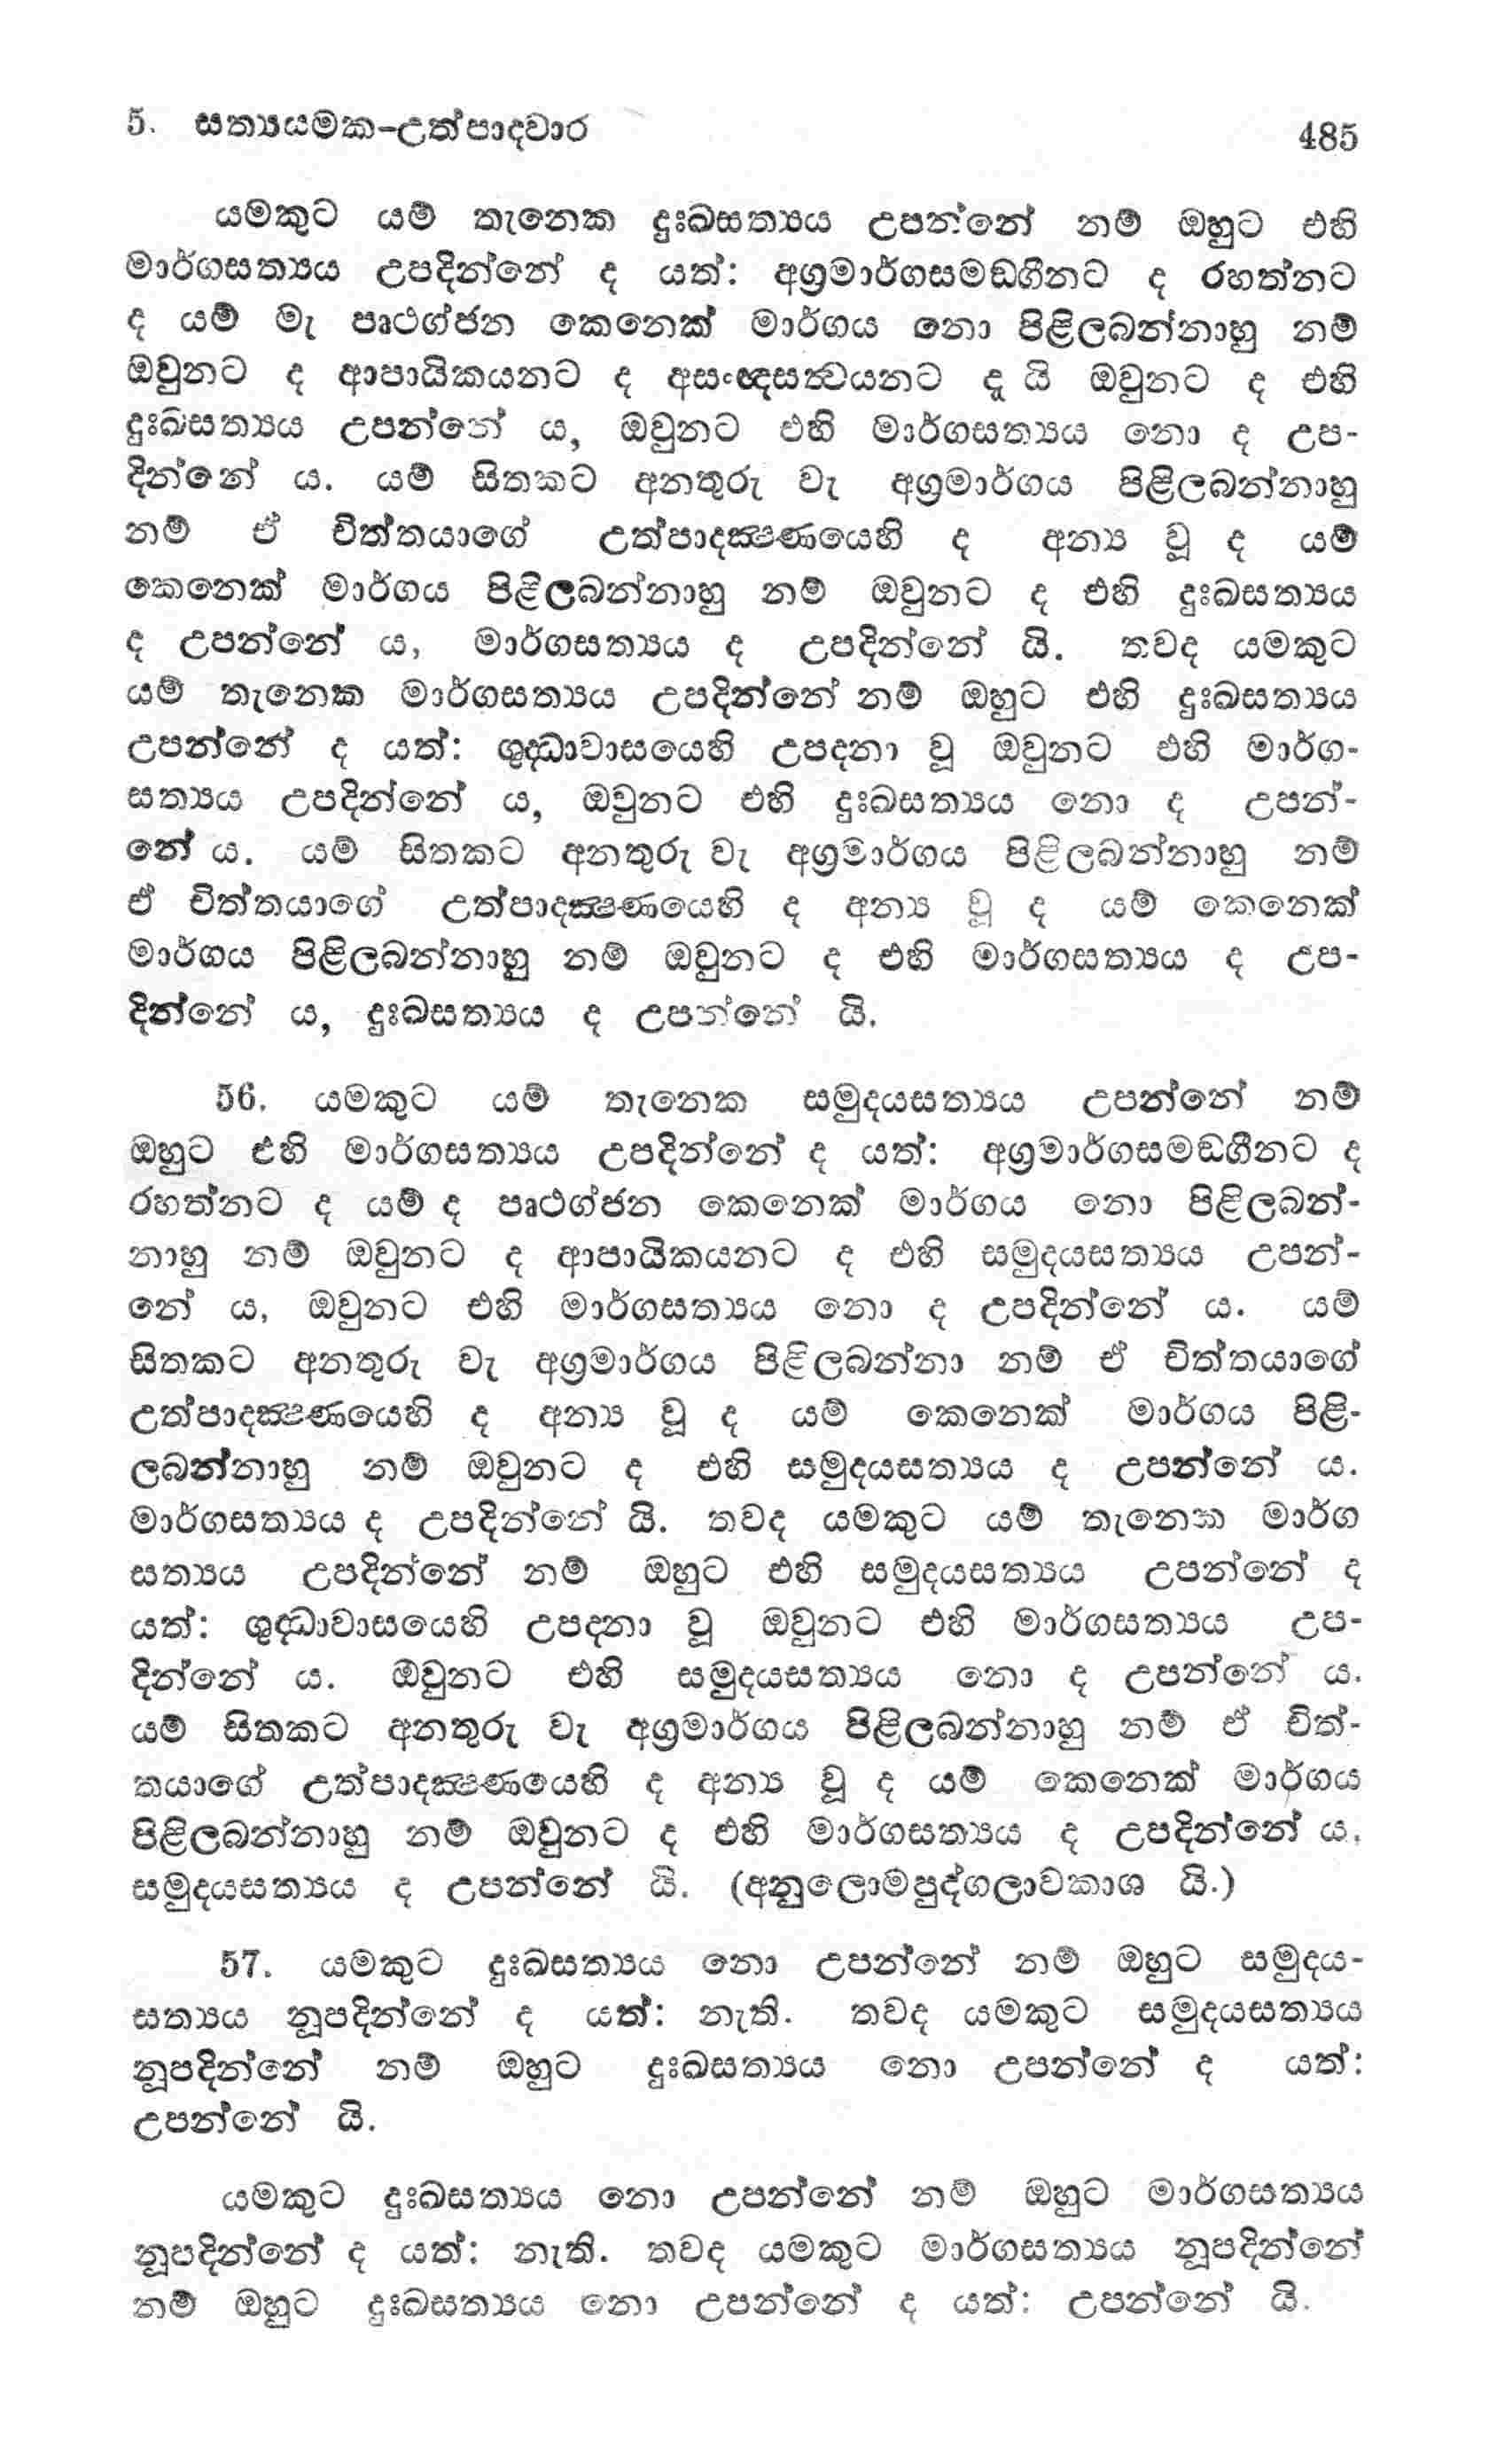 5. සත්‍යයමක-උත්පාදවාර 485
යමකුට යම් තැනෙක දුඃඛසත්‍යය උපන්නේ නම් ඔහුට එහි
මාර්ගසත්‍යය උපදින්නේ ද යත්: අග්‍රමාර්ගසමඞ්ගීනට ද රහත්නට
ද යම් මැ පෘථග්ජන කෙනෙක් මාර්ගය නො පිළිලබන්නාහු නම්
ඔවුනට ද ආපායිකයනට ද අසංඥසත්ත්‍වයනට ද යි ඔවුනට ද එහි
දුඃඛසත්‍යය උපන්නේ ය, ඔවුනට එහි මාර්ගසත්‍යය නො ද උප-
දින්නේ ය. යම් සිතකට අනතුරු වැ අග්‍රමාර්ගය පිළිලබන්නාහු
නම් ඒ චිත්තයාගේ උත්පාදක්‍ෂණයෙහි ද අන්‍ය වූ ද යම්
කෙනෙක් මාර්ගය පිළිලබන්නාහු නම් ඔවුනට ද එහි දුඃඛසත්‍යය
ද උපන්නේ ය, මාර්ගසත්‍යය ද උපදින්නේ යි. තවද යමකුට
යම් තැනෙක මාර්ගසත්‍යය උපදින්නේ නම් ඔහුට එහි දුඃඛසත්‍යය
උපන්නේ ද යත්: ශුද්ධාවාසයෙහි උපදනා වූ ඔවුනට එහි මාර්ග-
සත්‍යය උපදින්නේ ය, ඔවුනට එහි දුඃඛසත්‍යය නො ද උපන්-
නේ ය. යම් සිතකට අනතුරු වැ අග්‍රමාර්ගය පිළිලබන්නාහු නම්
ඒ චිත්තයාගේ උත්පාදක්‍ෂණයෙහි ද අන්‍ය වූ ද යම් කෙනෙක්
මාර්ගය පිළිලබන්නාහු නම් ඔවුනට ද එහි මාර්ගසත්‍යය ද උප-
දින්නේ ය, දුඃඛසත්‍යය ද උපන්නේ යි.
56. යමකුට යම් තැනෙක සමුදයසත්‍යය උපන්නේ නම්
ඔහුට එහි මාර්ගසත්‍යය උපදින්නේ ද යත්: අග්‍රමාර්ගසමඞ්ගීනට ද
රහත්නට ද යම් ද පෘථග්ජන කෙනෙක් මාර්ගය නො පිළිලබන්-
නාහු නම් ඔවුනට ද ආපායිකයනට ද එහි සමුදයසත්‍යය උපන්-
නේ ය, ඔවුනට එහි මාර්ගසත්‍යය නො ද උපදින්නේ ය. යම්
සිතකට අනතුරු වැ අග්‍රමාර්ගය පිළිලබන්නා නම් ඒ චිත්තයාගේ
උත්පාදක්‍ෂණයෙහි ද අන්‍ය වූ ද යම් කෙනෙක් මාර්ගය පිළි-
ලබන්නාහු නම් ඔවුනට ද එහි සමුදයසත්‍යය ද උපන්නේ ය.
මාර්ගසත්‍යය ද උපදින්නේ යි. තවද යමකුට යම් තැනෙක මාර්ග
සත්‍යය උපදින්නේ නම් ඔහුට එහි සමුදයසත්‍යය උපන්නේ ද
යත්: ශුද්ධාවාසයෙහි උපදනා වූ ඔවුනට එහි මාර්ගසත්‍යය උප-
දින්නේ ය. ඔවුනට එහි සමුදයසත්‍යය නො ද උපන්නේ ය.
යම් සිතකට අනතුරු වැ අග්‍රමාර්ගය පිළිලබන්නාහු නම් ඒ චිත්-
තයාගේ උත්පාදක්‍ෂණයෙහි ද අන්‍ය වූ ද යම් කෙනෙක් මාර්ගය
පිළිලබන්නාහු නම් ඔවුනට ද එහි මාර්ගසත්‍යය ද උපදින්නේ ය,
සමුදයසත්‍යය ද උපන්නේ යි. (අනුලොමපුද්ගලාවකාශ යි.)
57. යමකුට දුඃඛසත්‍යය නො උපන්නේ නම් ඔහුට සමුදය-
සත්‍යය නූපදින්නේ ද යත්: නැති. තවද යමකුට සමුදයසත්‍යය
නූපදින්නේ නම් ඔහුට දුඃඛසත්‍යය නො උපන්නේ ද යත්:
උපන්නේ යි.
යමකුට දුඃඛසත්‍යය නො උපන්නේ නම් ඔහුට මාර්ගසත්‍යය
නූපදින්නේ ද යත්: නැති. තවද යමකුට මාර්ගසත්‍යය නූපදින්නේ
නම් ඔහුට දුඃඛසත්‍යය නො උපන්නේ ද යත්: උපන්නේ යි.